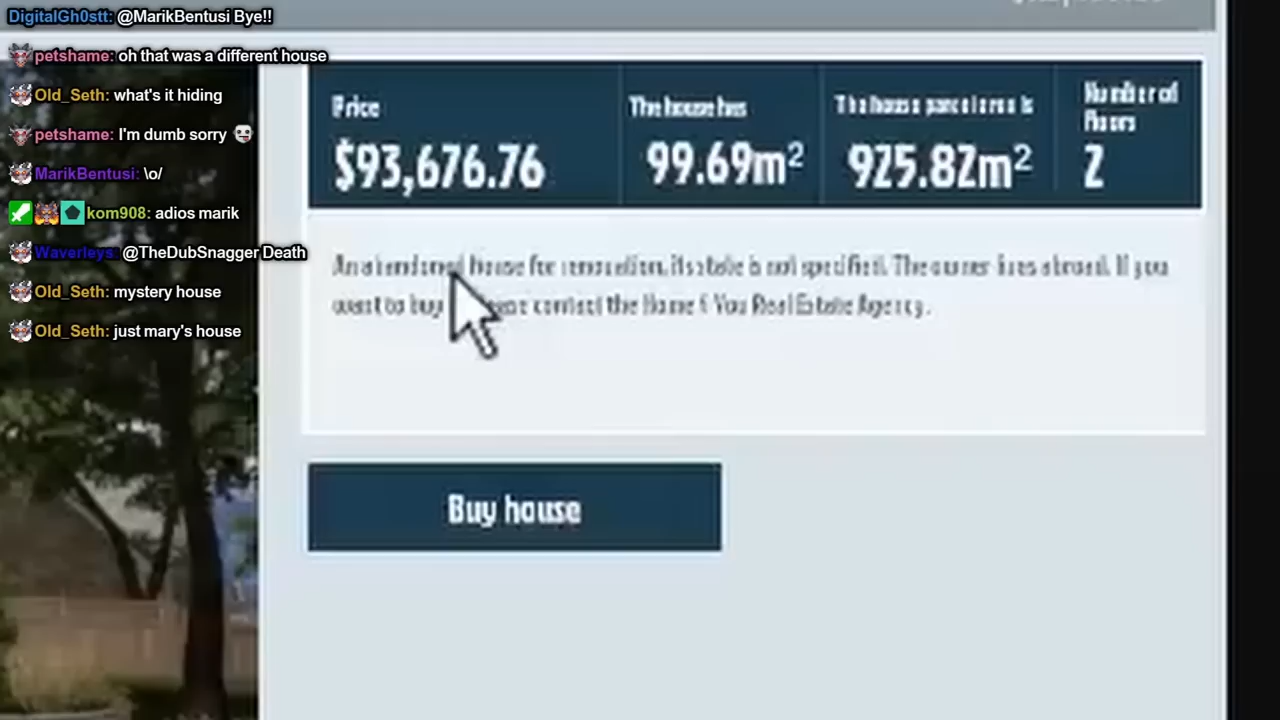 DigitalGh0stt: @MarikBentusi Bye!!
petshame: oh that was a different house
Old_Seth: what's it hiding
petshame: I'm dumb sorry
MarikBentusi: \o/
kom908: adios marik
Waverleys: @TheDubSnagger Death
Old_Seth: mystery house
Old_Seth: just mary's house
Price
$93,676.76
The house has
99.69m²
The house parcel area is
925.82m²
Number of
floors
2
An abandoned house for renovation, its state is not specified. The owner lives abroad. If you
want to buy please contact the Home & You Real Estate Agency.
Buy house